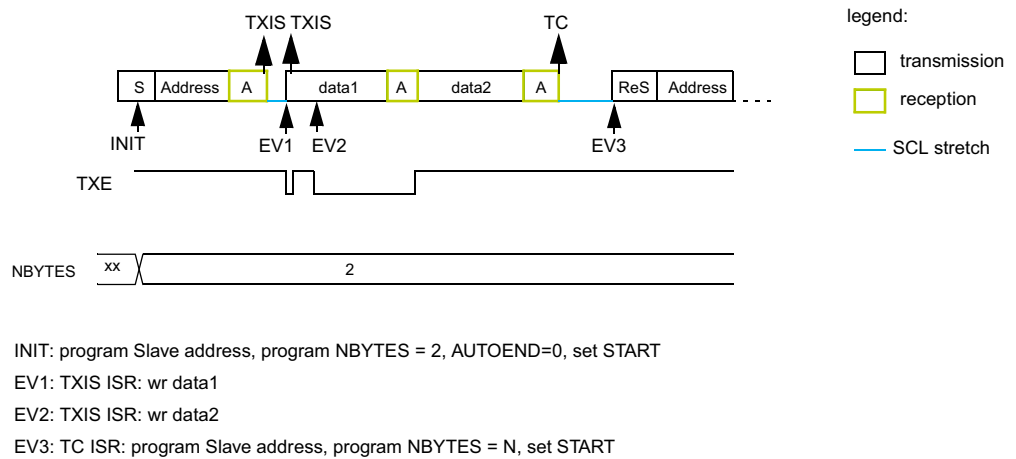 legend:
TXIS TXIS TC
transmission
S Address A data1 A data2 A ReS Address
reception
INIT EV1 EV2 EV3
SCL stretch
TXE
NBYTES xx 2
INIT: program Slave address, program NBYTES = 2, AUTOEND=0, set START
EV1: TXIS ISR: wr data1
EV2: TXIS ISR: wr data2
EV3: TC ISR: program Slave address, program NBYTES = N, set START